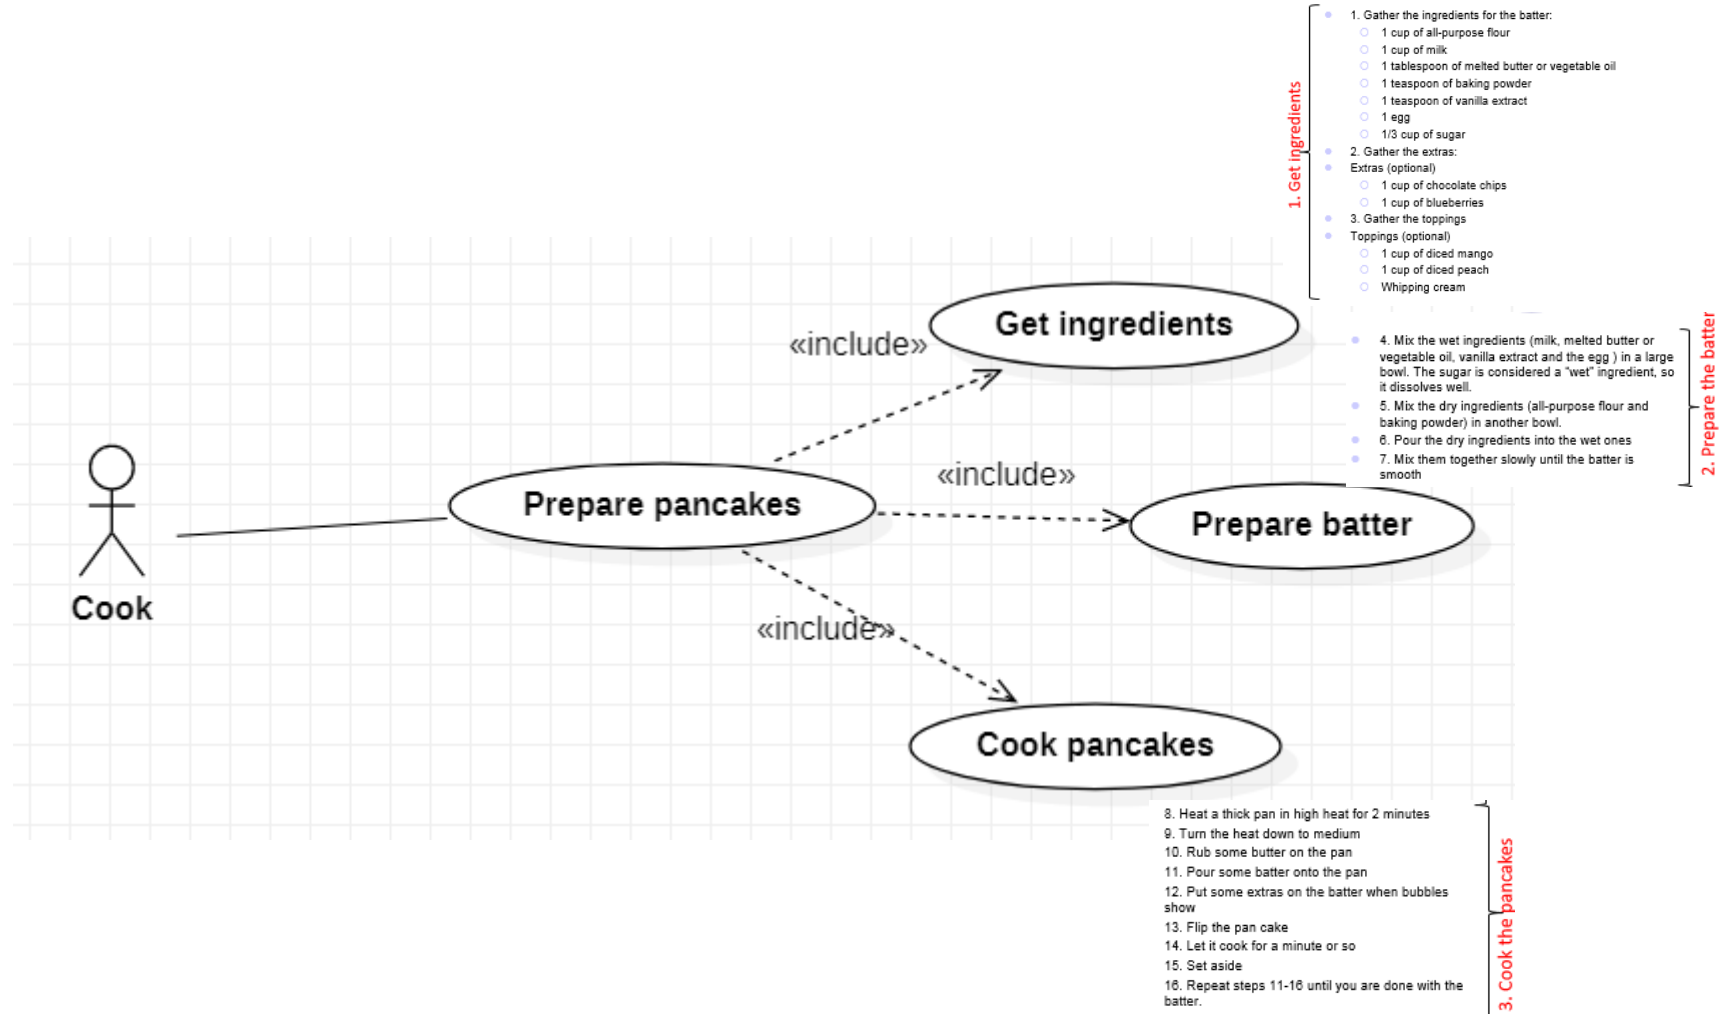 1. Get ingredients
1. Gather the ingredients for the batter:
1 cup of all-purpose flour
1 cup of milk
1 tablespoon of melted butter or vegetable oil
1 teaspoon of baking powder
1 teaspoon of vanilla extract
1 egg
1/3 cup of sugar
2. Gather the extras:
Extras (optional)
1 cup of chocolate chips
1 cup of blueberries
3. Gather the toppings
Toppings (optional)
1 cup of diced mango
1 cup of diced peach
Whipping cream
Get ingredients
«include»
4. Mix the wet ingredients (milk, melted butter or
vegetable oil, vanilla extract and the egg ) in a large
bowl. The sugar is considered a "wet" ingredient, so
it dissolves well.
5. Mix the dry ingredients (all-purpose flour and
baking powder) in another bowl.
6. Pour the dry ingredients into the wet ones
7. Mix them together slowly until the batter is
smooth
2. Prepare the batter
«include»
Prepare pancakes
Prepare batter
Cook
«include»
Cook pancakes
8. Heat a thick pan in high heat for 2 minutes
9. Turn the heat down to medium
10. Rub some butter on the pan
11. Pour some batter onto the pan
12. Put some extras on the batter when bubbles
show
13. Flip the pan cake
14. Let it cook for a minute or so
15. Set aside
16. Repeat steps 11-16 until you are done with the
batter.
3. Cook the pancakes